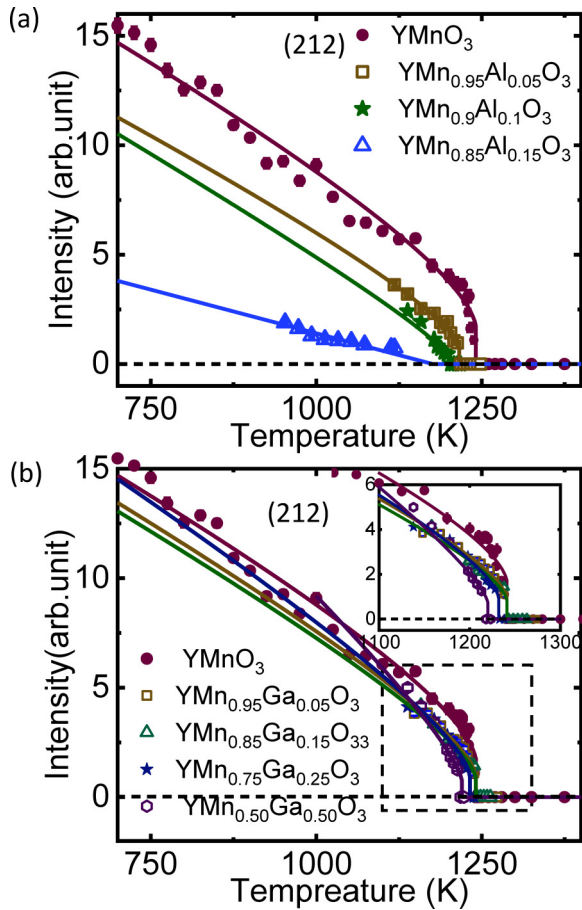 (a)
15
10
5
0
Intensity (arb.unit)
(212)
YMnO3
YMn0.95Al0.05O3
YMn0.9Al0.1O3
YMn0.85Al0.15O3
750 1000 1250
Temperature (K)
(b)
15
10
5
0
Intensity(arb.unit)
(212)
6
4
2
0
1100 1200 1300
YMnO3
YMn0.95Ga0.05O3
YMn0.85Ga0.15O33
YMn0.75Ga0.25O3
YMn0.50Ga0.50O3
750 1000 1250
Tempreature (K)